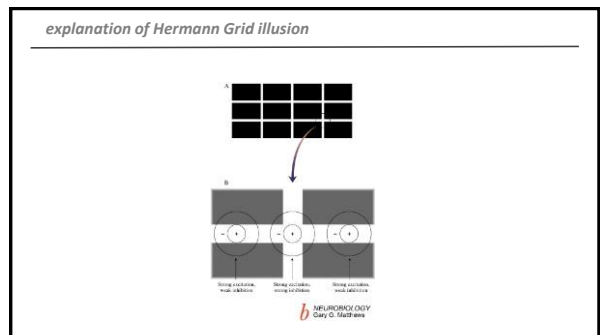 explanation of Hermann Grid illusion
A
B
- + - + - +
Strong excitation, Strong excitation, Strong excitation,
weak inhibition strong inhibition weak inhibition
b NEUROBIOLOGY
Gary G. Matthews